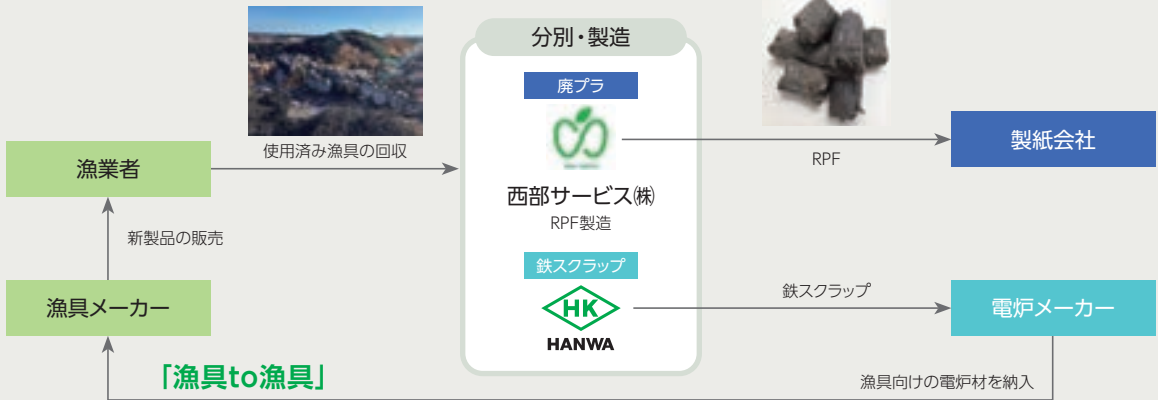 分別・製造
廃プラ
使用済み漁具の回収
漁業者
製紙会社
RPF
西部サービス㈱
RPF製造
新製品の販売
鉄スクラップ
鉄スクラップ
漁具メーカー
HK
HANWA
電炉メーカー
「漁具to漁具」
漁具向けの電炉材を納入